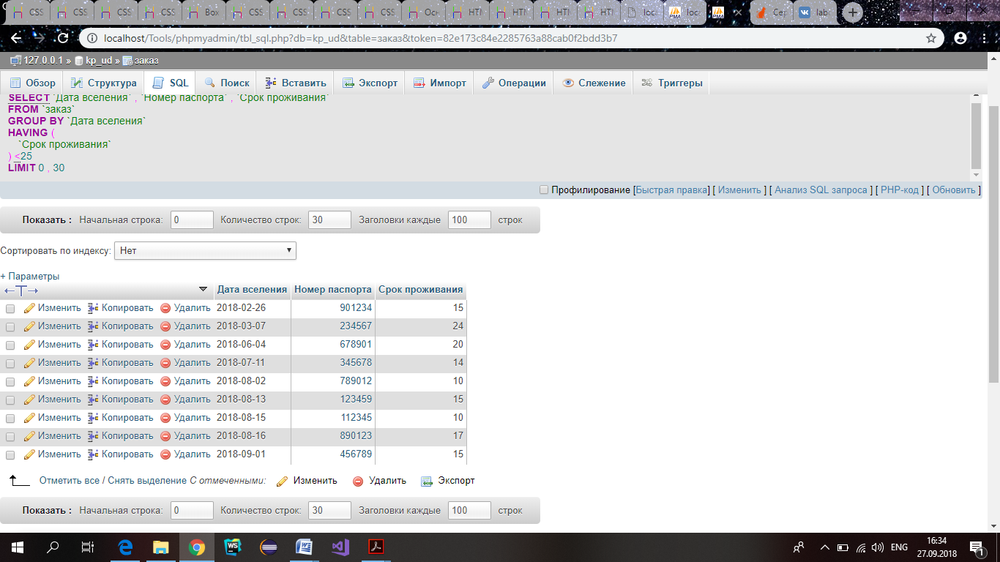 CSS CSS CSS CSS Box CSS CSS CSS CSS Осн HTM HTM HTM HTM loca loca Сер lab
localhost/Tools/phpmyadmin/tbl_sql.php?db=kp_ud&table=заказ&token=82e173c84e2285763a88cab0f2bdd3b7
127.0.0.1 » kp_ud » заказ
Обзор Структура SQL Поиск Вставить Экспорт Импорт Операции Слежение Триггеры
SELECT `Дата вселения` , `Номер паспорта` , `Срок проживания`
FROM `заказ`
GROUP BY `Дата вселения`
HAVING (
`Срок проживания`
) <25
LIMIT 0 , 30
Профилирование [Быстрая правка] [ Изменить ] [ Анализ SQL запроса ] [ PHP-код ] [ Обновить ]
Показать : Начальная строка: 0 Количество строк: 30 Заголовки каждые 100 строк
Сортировать по индексу: Нет
+ Параметры
←T→ Дата вселения Номер паспорта Срок проживания
Изменить Копировать Удалить 2018-02-26 901234 15
Изменить Копировать Удалить 2018-03-07 234567 24
Изменить Копировать Удалить 2018-06-04 678901 20
Изменить Копировать Удалить 2018-07-11 345678 14
Изменить Копировать Удалить 2018-08-02 789012 10
Изменить Копировать Удалить 2018-08-13 123459 15
Изменить Копировать Удалить 2018-08-15 112345 10
Изменить Копировать Удалить 2018-08-16 890123 17
Изменить Копировать Удалить 2018-09-01 456789 15
Отметить все / Снять выделение С отмеченными: Изменить Удалить Экспорт
Показать : Начальная строка: 0 Количество строк: 30 Заголовки каждые 100 строк
ENG 16:34
27.09.2018 1